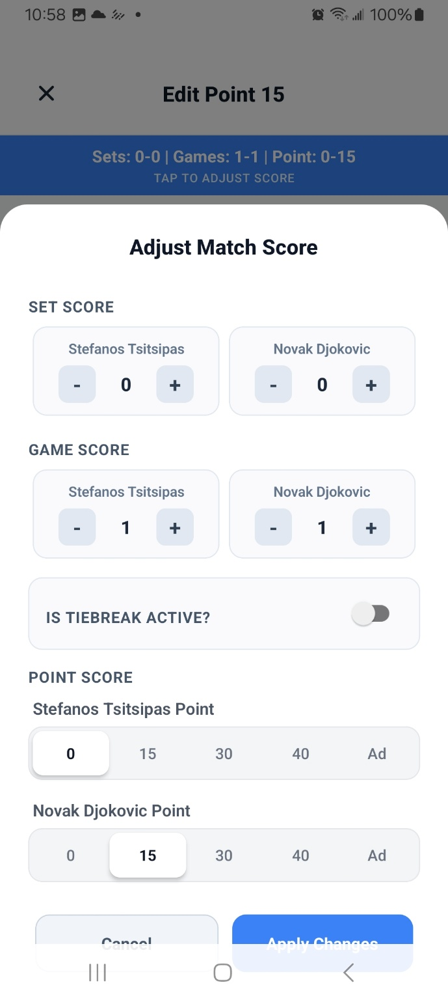 10:58 100%
Edit Point 15
Sets: 0-0 | Games: 1-1 | Point: 0-15
TAP TO ADJUST SCORE
Adjust Match Score
SET SCORE
Stefanos Tsitsipas Novak Djokovic
- 0 + - 0 +
GAME SCORE
Stefanos Tsitsipas Novak Djokovic
- 1 + - 1 +
IS TIEBREAK ACTIVE?
POINT SCORE
Stefanos Tsitsipas Point
0 15 30 40 Ad
Novak Djokovic Point
0 15 30 40 Ad
Cancel Apply Changes